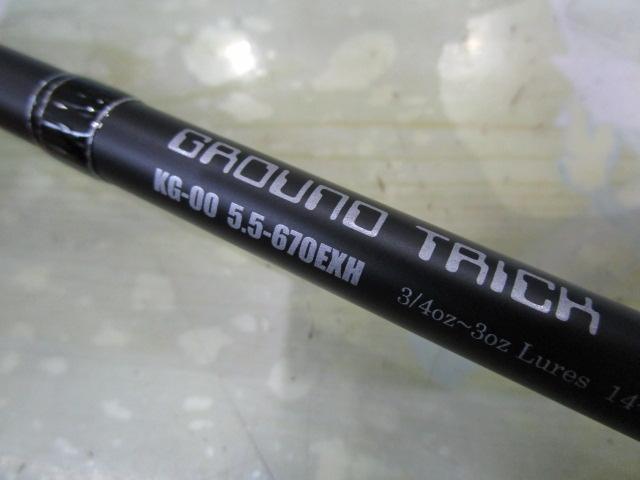 GROUND TRICK
KG-00 5.5-670EXH
3/4oz~3oz Lures 14